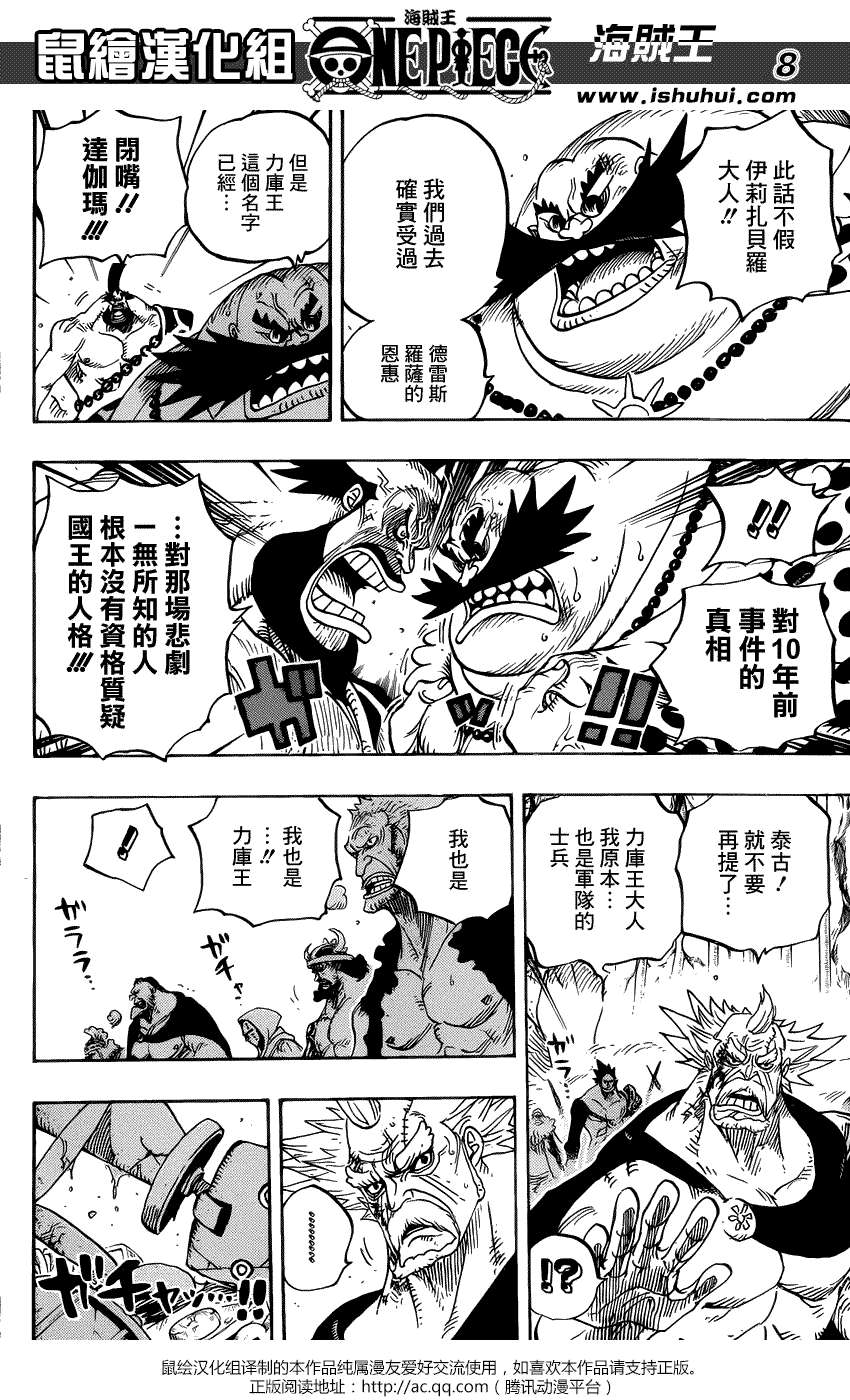 鼠繪漢化組
海賊王
ONE PIECE
海賊王
8
www.ishuhui.com
此話不假
伊莉扎貝羅
大人!!
我們過去
確實受過
德雷斯
羅薩的
恩惠
但是
力庫王
這個名字
已經…
閉嘴!!
達伽瑪!!!
!!
對10年前
事件的
真相
!!
ガ
…對那場悲劇
一無所知的人
根本沒有資格質疑
國王的人格!!!
泰古!
就不要
再提了…
力庫王大人
我原本…
也是軍隊的
士兵
ガラ
!?
我也是
我也是
…!!
力庫王
!
ガチャ
ガララ…
………
ガチャッ…!!
鼠绘汉化组译制的本作品纯属漫友爱好交流使用，如喜欢本作品请支持正版。
正版阅读地址：http://ac.qq.com（腾讯动漫平台）